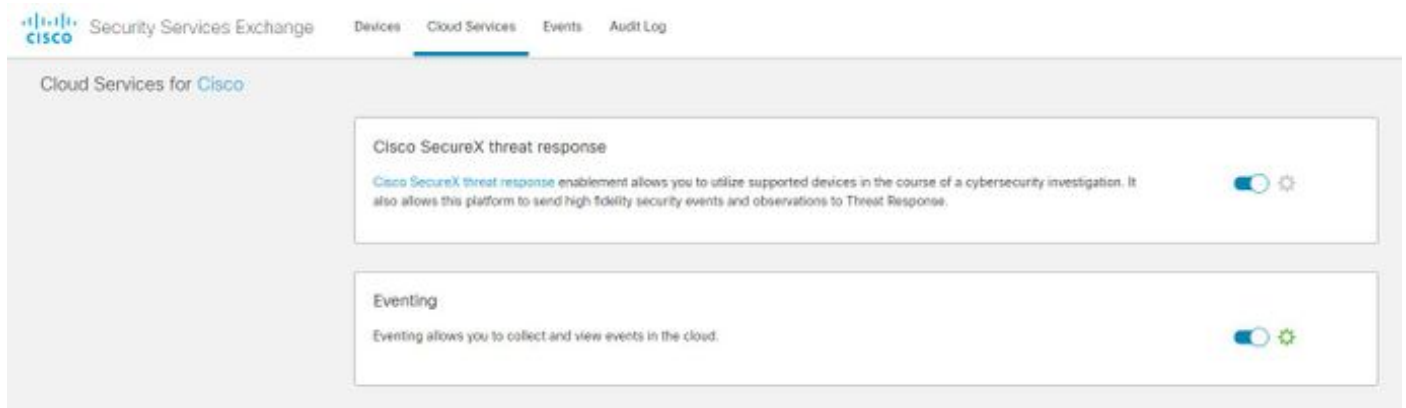 CISCO
Security Services Exchange
Devices
Cloud Services
Events
Audit Log
Cloud Services for Cisco
Cisco SecureX threat response
Cisco SecureX threat response enablement allows you to utilize supported devices in the course of a cybersecurity investigation. It
also allows this platform to send high fidelity security events and observations to Threat Response.
Eventing
Eventing allows you to collect and view events in the cloud.